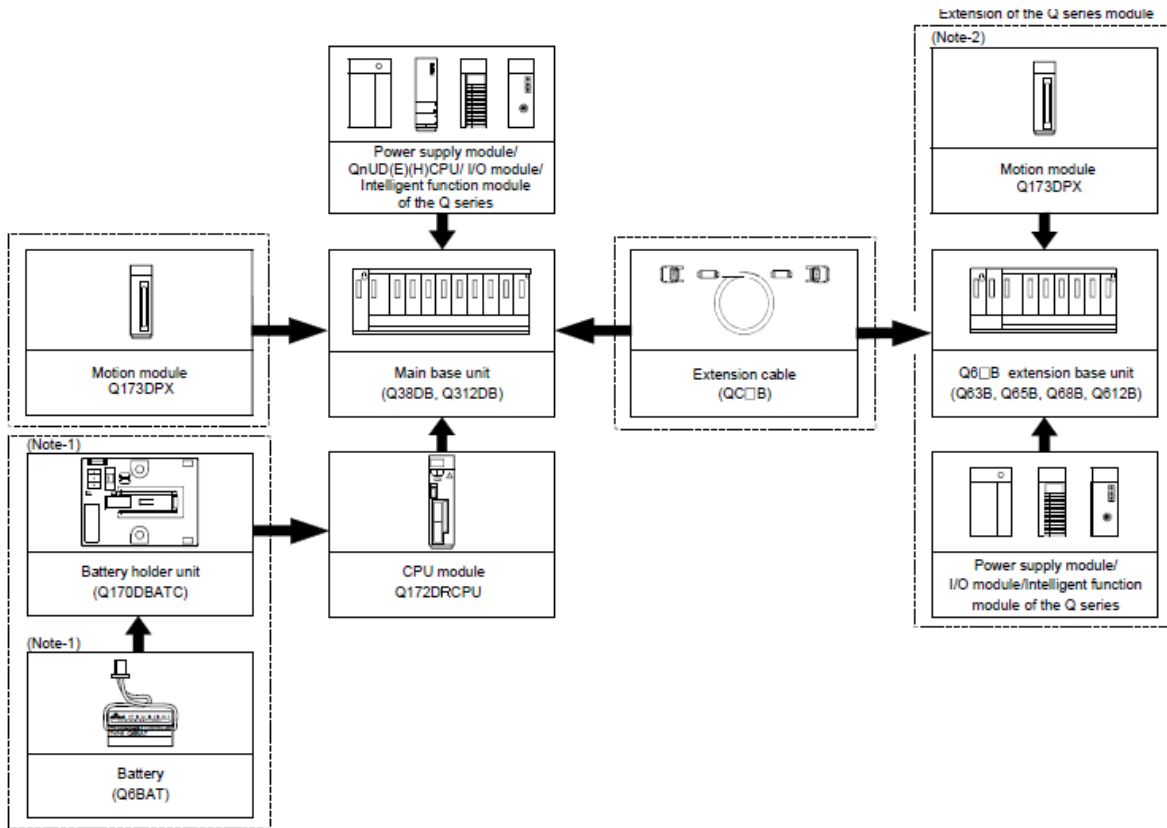 Extension of the Q series module
(Note-2)
Power supply module/
QnUD(E)(H)CPU/ I/O module/
Intelligent function module
of the Q series
Motion module
Q173DPX
Motion module
Q173DPX
Main base unit
(Q38DB, Q312DB)
Extension cable
(QC□B)
Q6□B extension base unit
(Q63B, Q65B, Q68B, Q612B)
(Note-1)
Battery holder unit
(Q170DBATC)
CPU module
Q172DRCPU
Power supply module/
I/O module/Intelligent function
module of the Q series
(Note-1)
Battery
(Q6BAT)